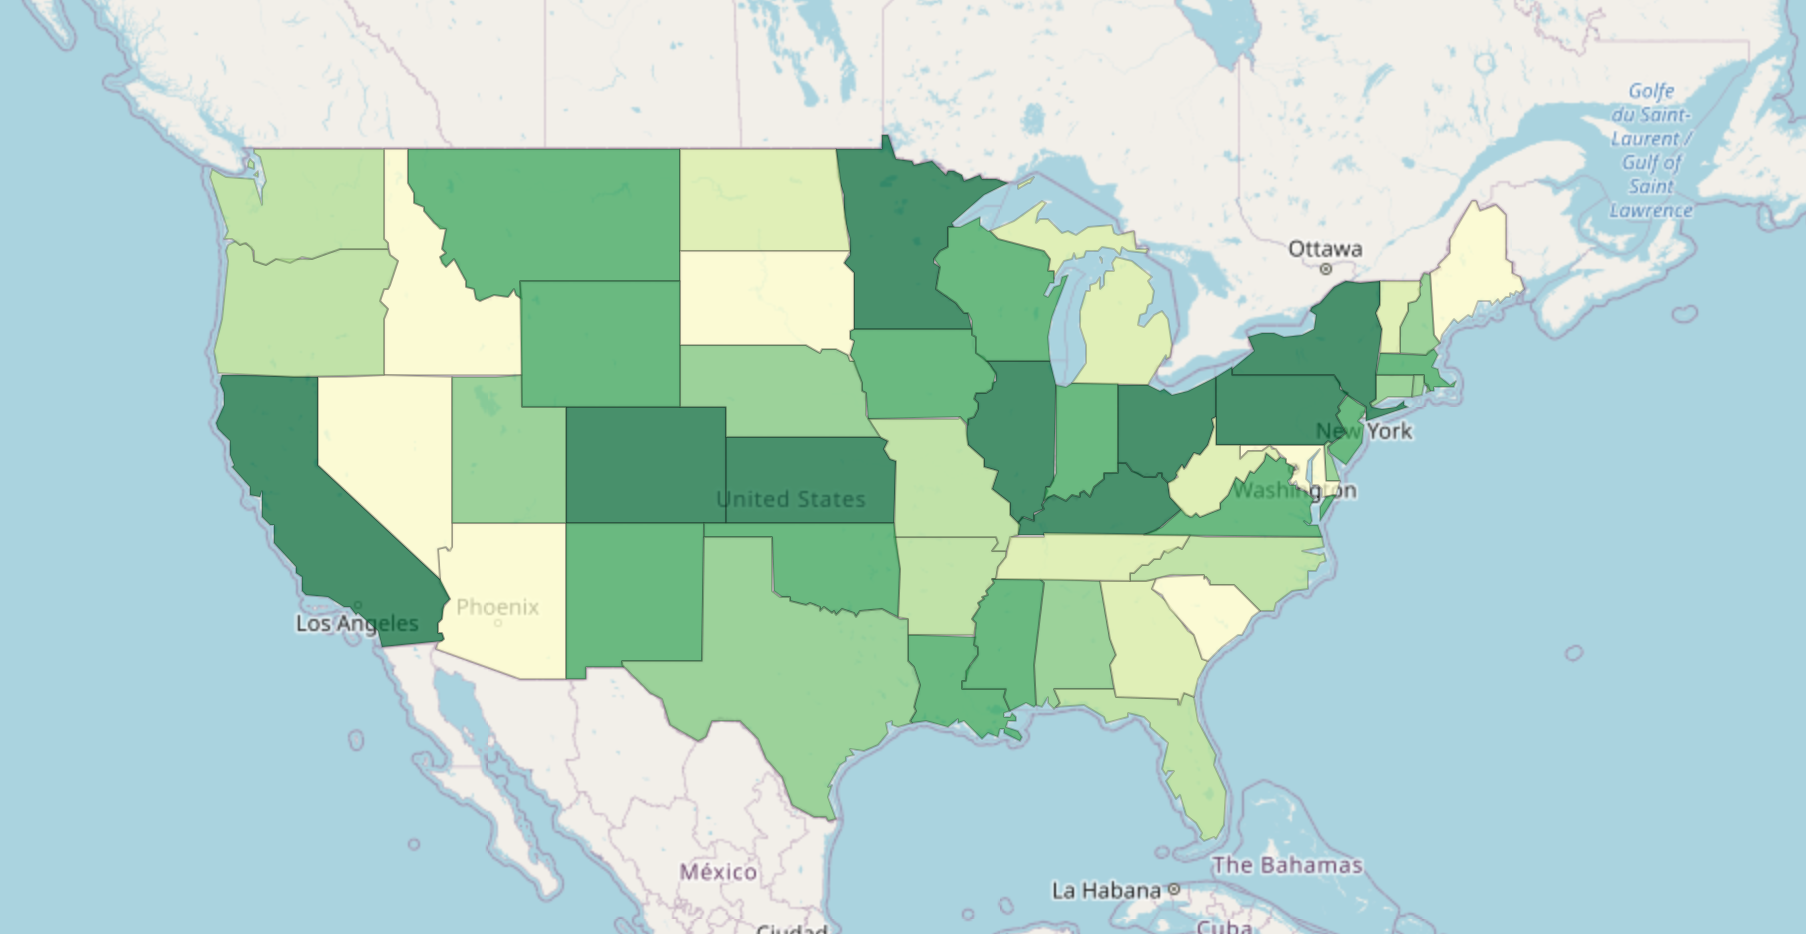 Golfe
du Saint-
Laurent /
Gulf of
Saint
Lawrence
Ottawa
New York
Washington
United States
Phoenix
Los Angeles
México
The Bahamas
La Habana
Cuba
Ciudad